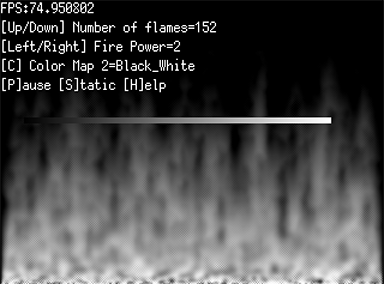 FPS:74.950802
[Up/Down] Number of flames=152
[Left/Right] Fire Power=2
[C] Color Map 2=Black_White
[P]ause [S]tatic [H]elp